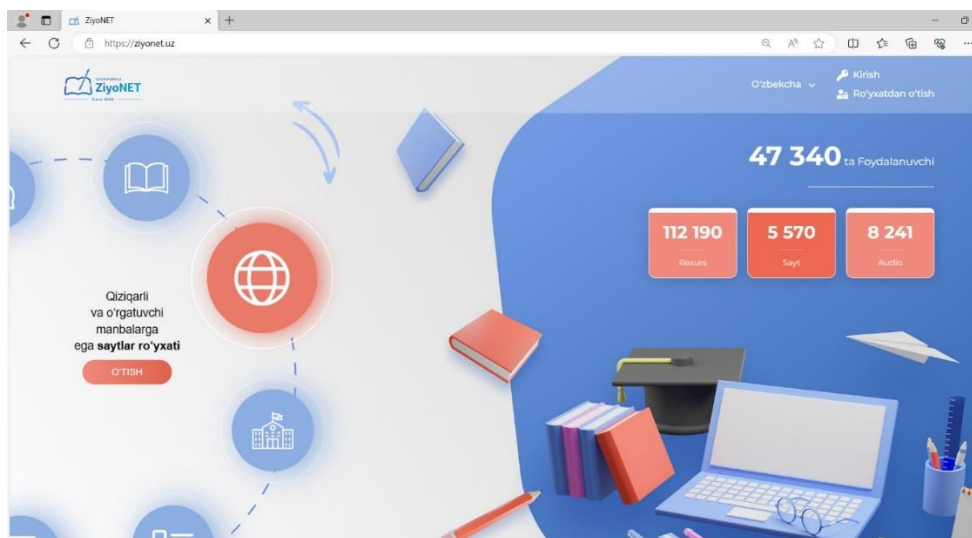 ZiyoNET
https://ziyonet.uz
ZiyoNET
O'zbekcha
Kirish
Ro'yxatdan o'tish
47 340 ta Foydalanuvchi
112 190
Resurs
5 570
Sayt
8 241
Audio
Qiziqarli
va o'rgatuvchi
manbalarga
ega saytlar ro'yxati
O'TISH